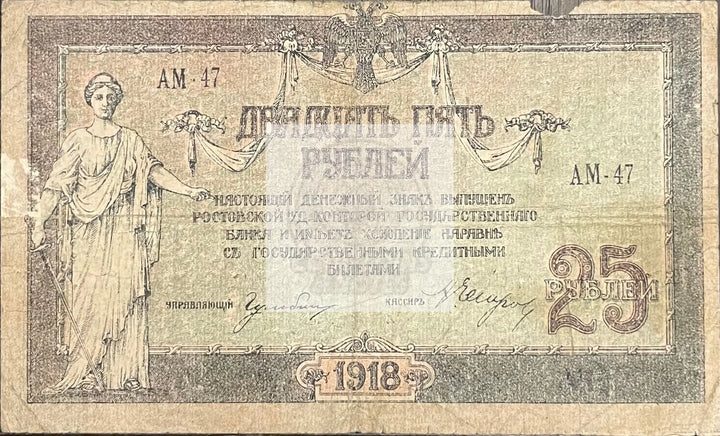 АМ-47
ДВАДЦАТЬ ПЯТЬ
РУБЛЕЙ
АМ-47
НАСТОЯЩІЙ ДЕНЕЖНЫЙ ЗНАКЪ ВЫПУЩЕНЪ
РОСТОВСКОЙ н/Д. КОНТОРОЙ ГОСУДАРСТВЕННАГО
БАНКА И ИМѢЕТЪ ХОЖДЕНІЕ НАРАВНѢ
СЪ ГОСУДАРСТВЕННЫМИ КРЕДИТНЫМИ
БИЛЕТАМИ
УПРАВЛЯЮЩІЙ
КАССИРЪ
25
РУБЛЕЙ
1918